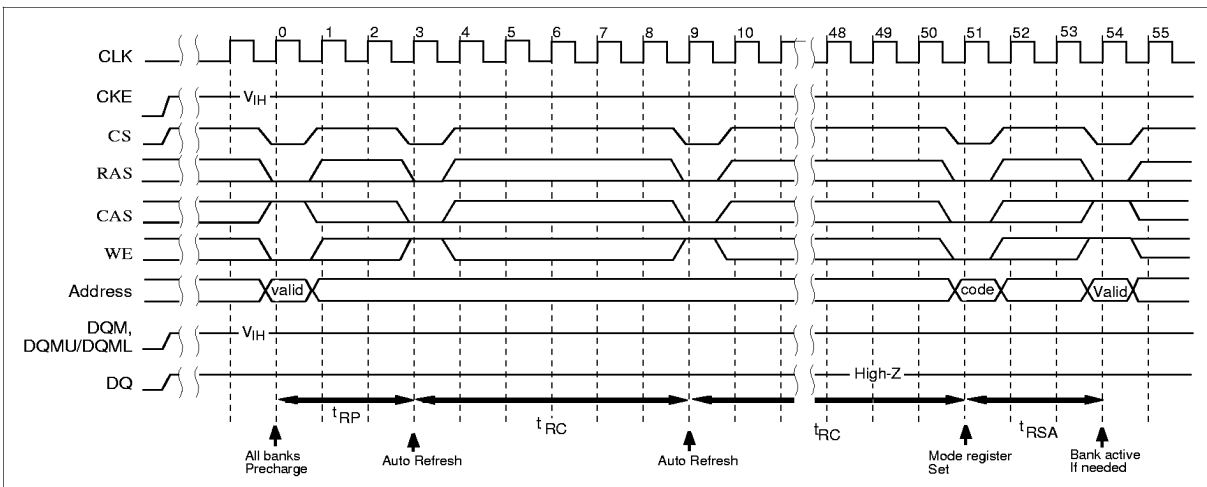 0 1 2 3 4 5 6 7 8 9 10 48 49 50 51 52 53 54 55
CLK
CKE
VIH
CS
RAS
CAS
WE
Address
valid
code
Valid
DQM,
DQMU/DQML
VIH
DQ
High-Z
tRP
tRC
tRC
tRSA
All banks
Precharge
Auto Refresh
Auto Refresh
Mode register
Set
Bank active
If needed